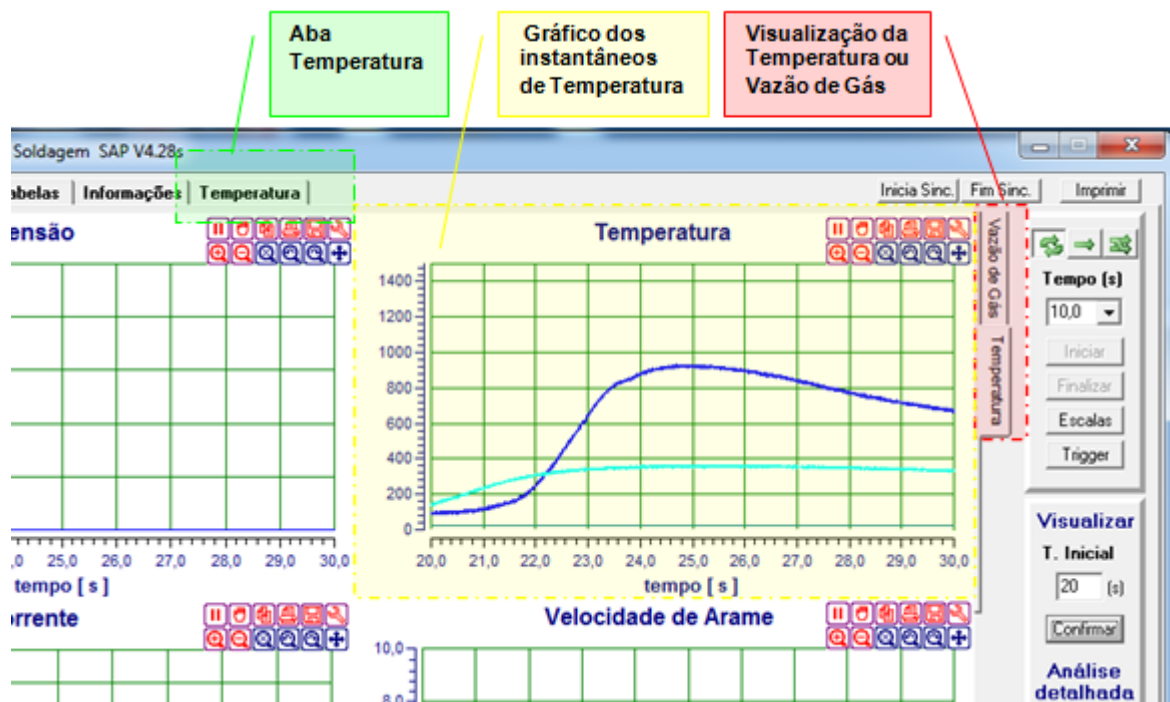 Aba
Temperatura
Gráfico dos
instantâneos
de Temperatura
Visualização da
Temperatura ou
Vazão de Gás
Soldagem SAP V4.28s
abelas
Informações
Temperatura
Inicia Sinc.
Fim Sinc.
Imprimir
ensão
Temperatura
Vazão de Gás
Temperatura
1400
1200
1000
800
600
400
200
0
,0 25,0 26,0 27,0 28,0 29,0 30,0
tempo [ s ]
20,0 21,0 22,0 23,0 24,0 25,0 26,0 27,0 28,0 29,0 30,0
tempo [ s ]
Tempo (s)
10,0
Iniciar
Finalizar
Escalas
Trigger
Visualizar
T. Inicial
20 (s)
Confirmar
Análise
detalhada
orrente
Velocidade de Arame
10,0
8,0